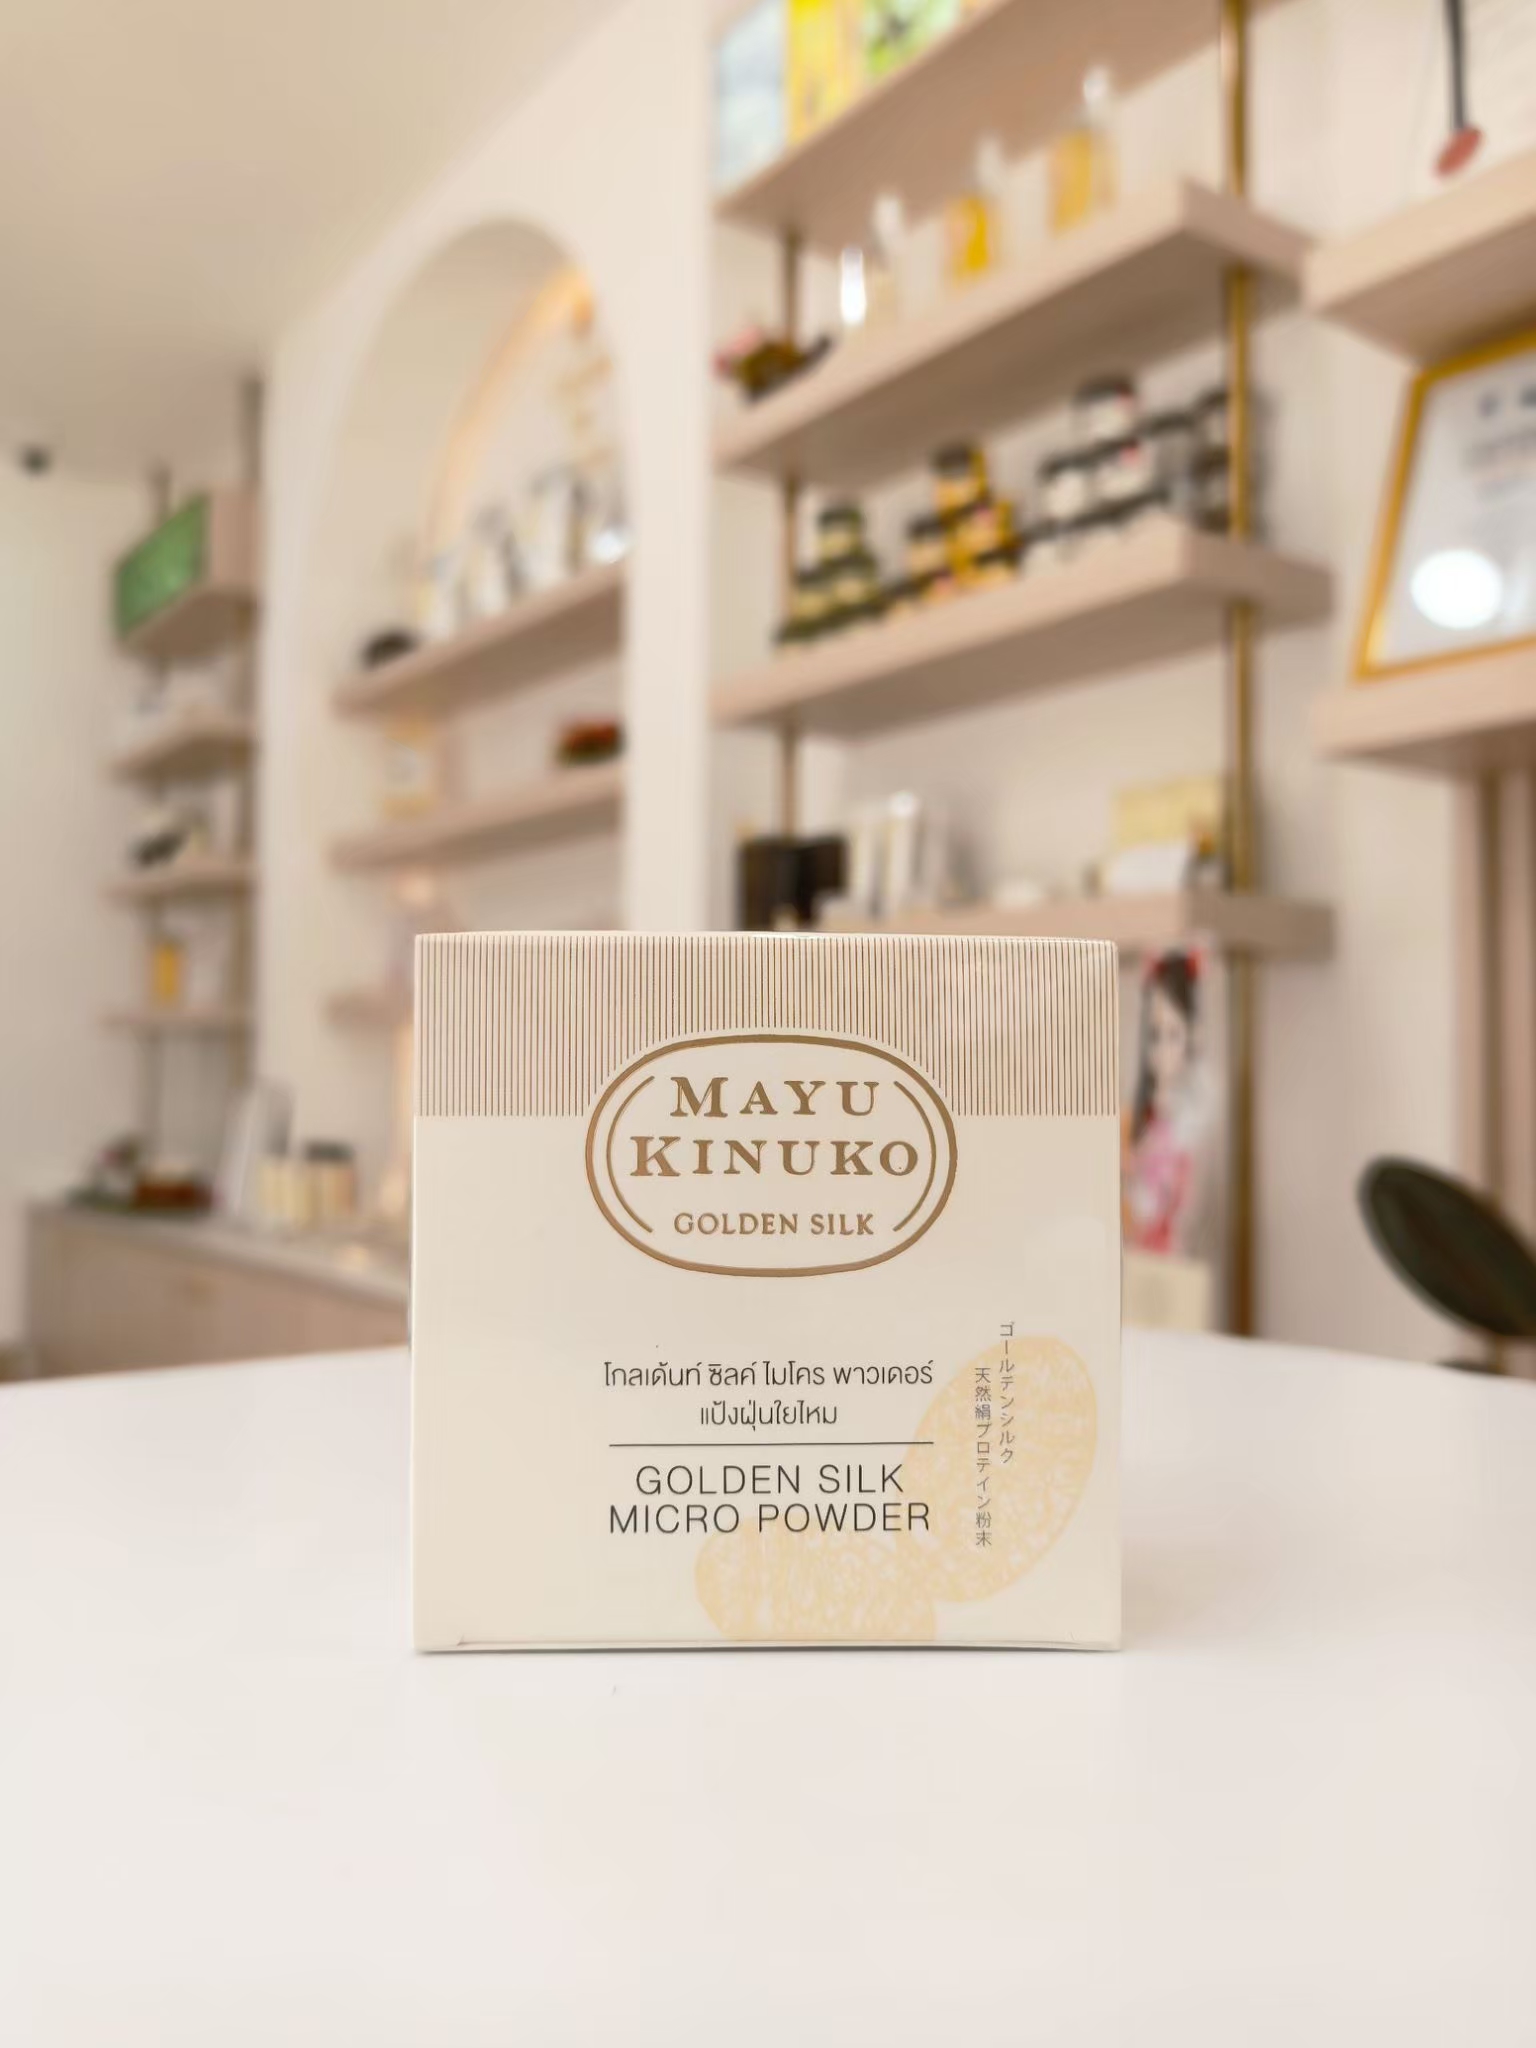 MAYU
KINUKO
GOLDEN SILK
โกลเด้นท์ ซิลค์ ไมโคร พาวเดอร์
แป้งฝุ่นใยไหม
GOLDEN SILK
MICRO POWDER
ゴールデンシルク
天然絹プロテイン粉末